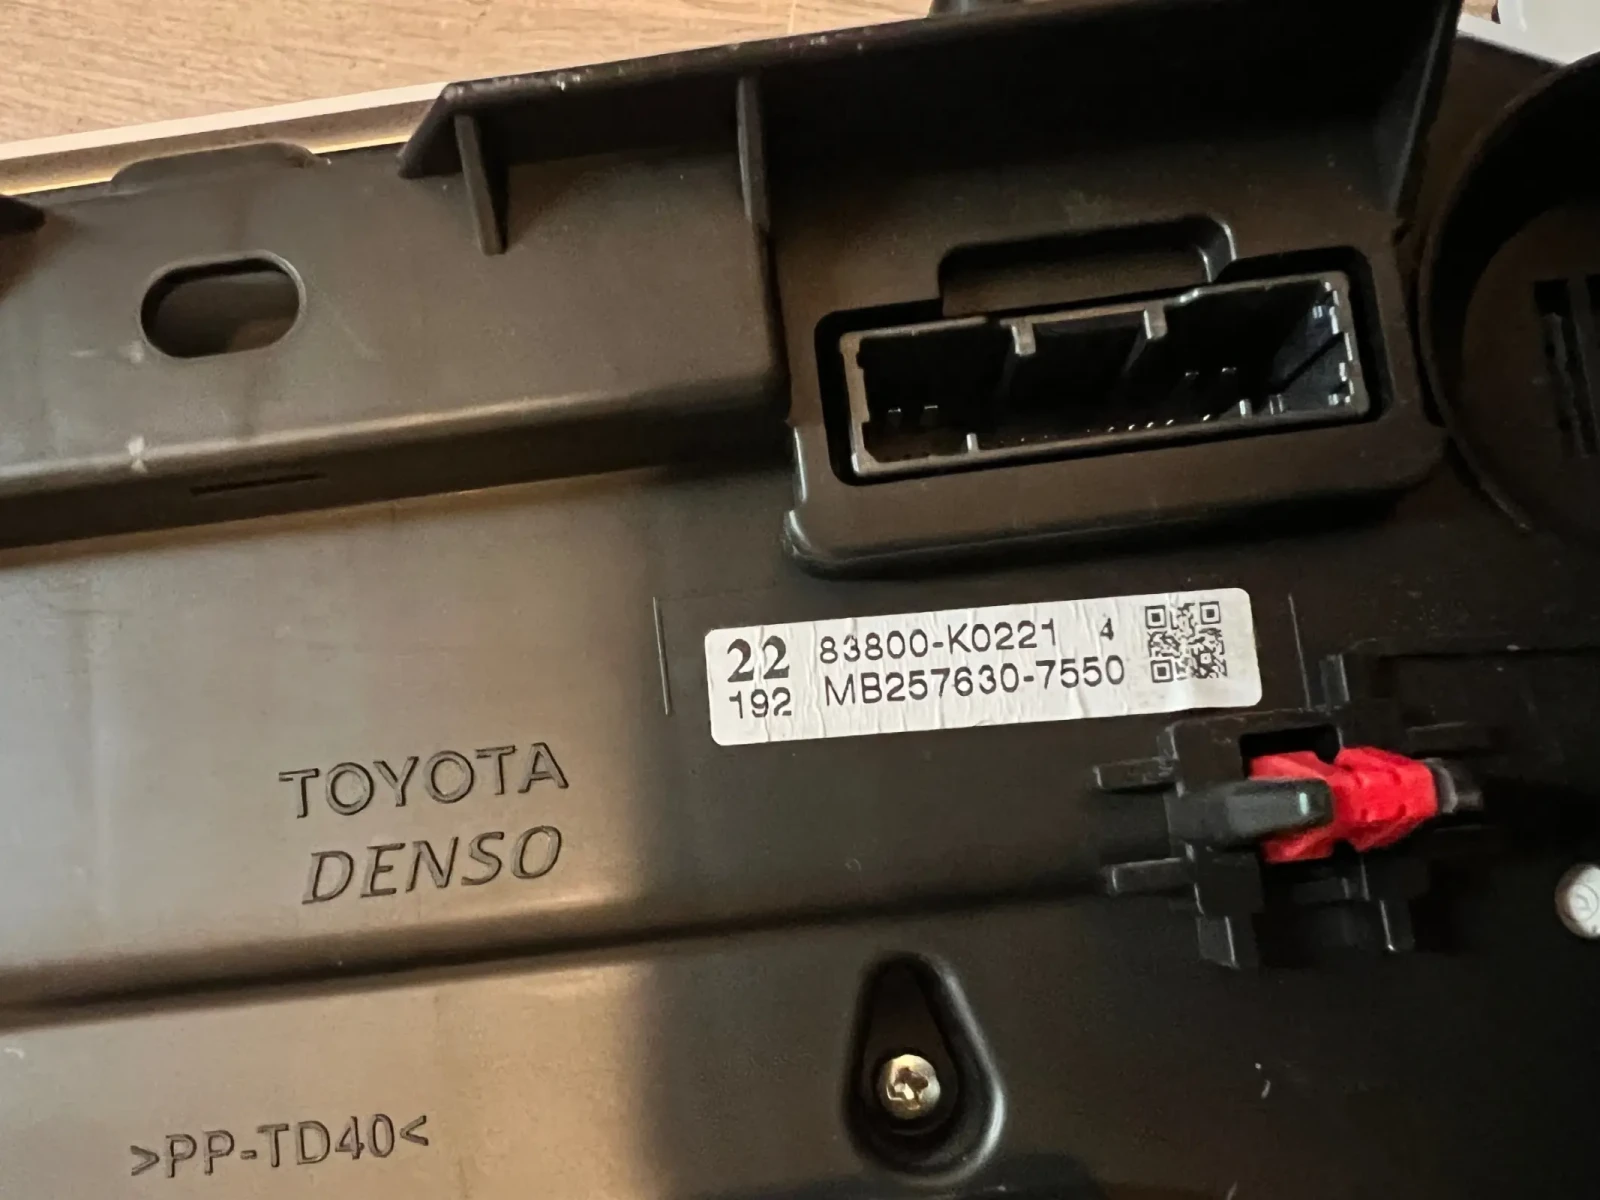 22 83800-K0221 4
192 MB257630-7550
TOYOTA
DENSO
>PP-TD40<